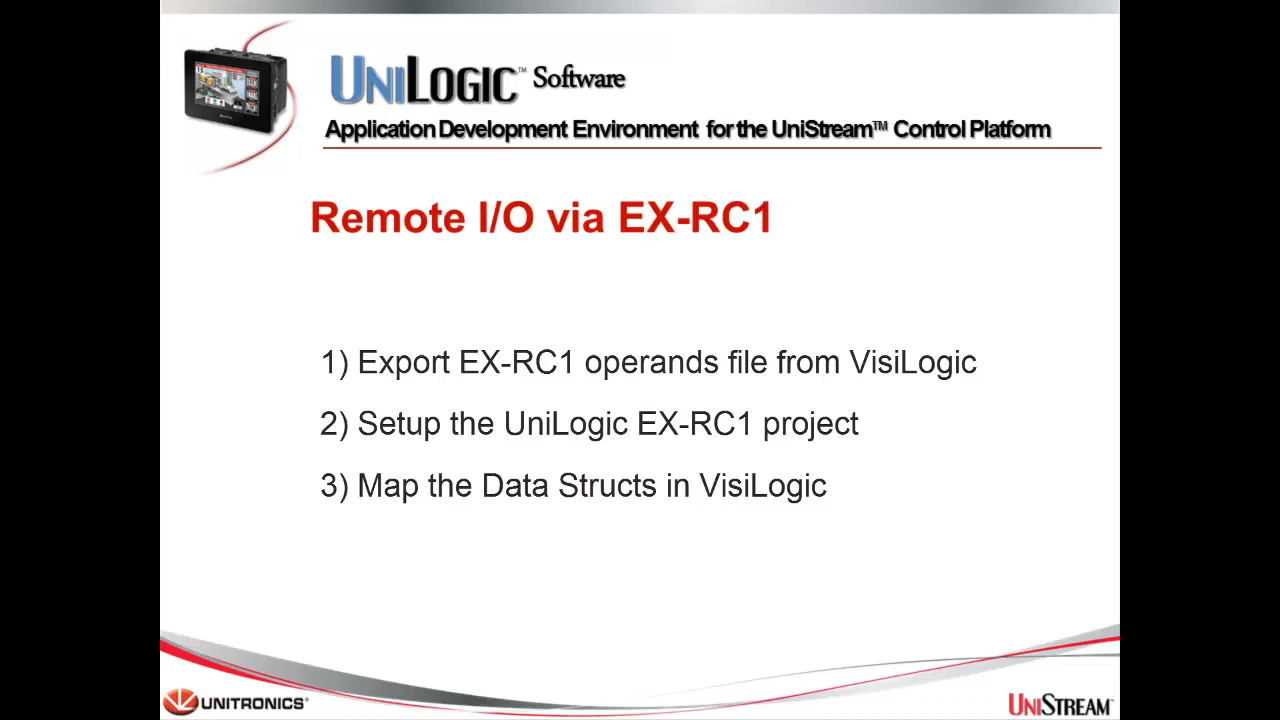 UNILOGIC™ Software
Application Development Environment for the UniStream™ Control Platform
Remote I/O via EX-RC1
1) Export EX-RC1 operands file from VisiLogic
2) Setup the UniLogic EX-RC1 project
3) Map the Data Structs in VisiLogic
UNITRONICS®
UNISTREAM™